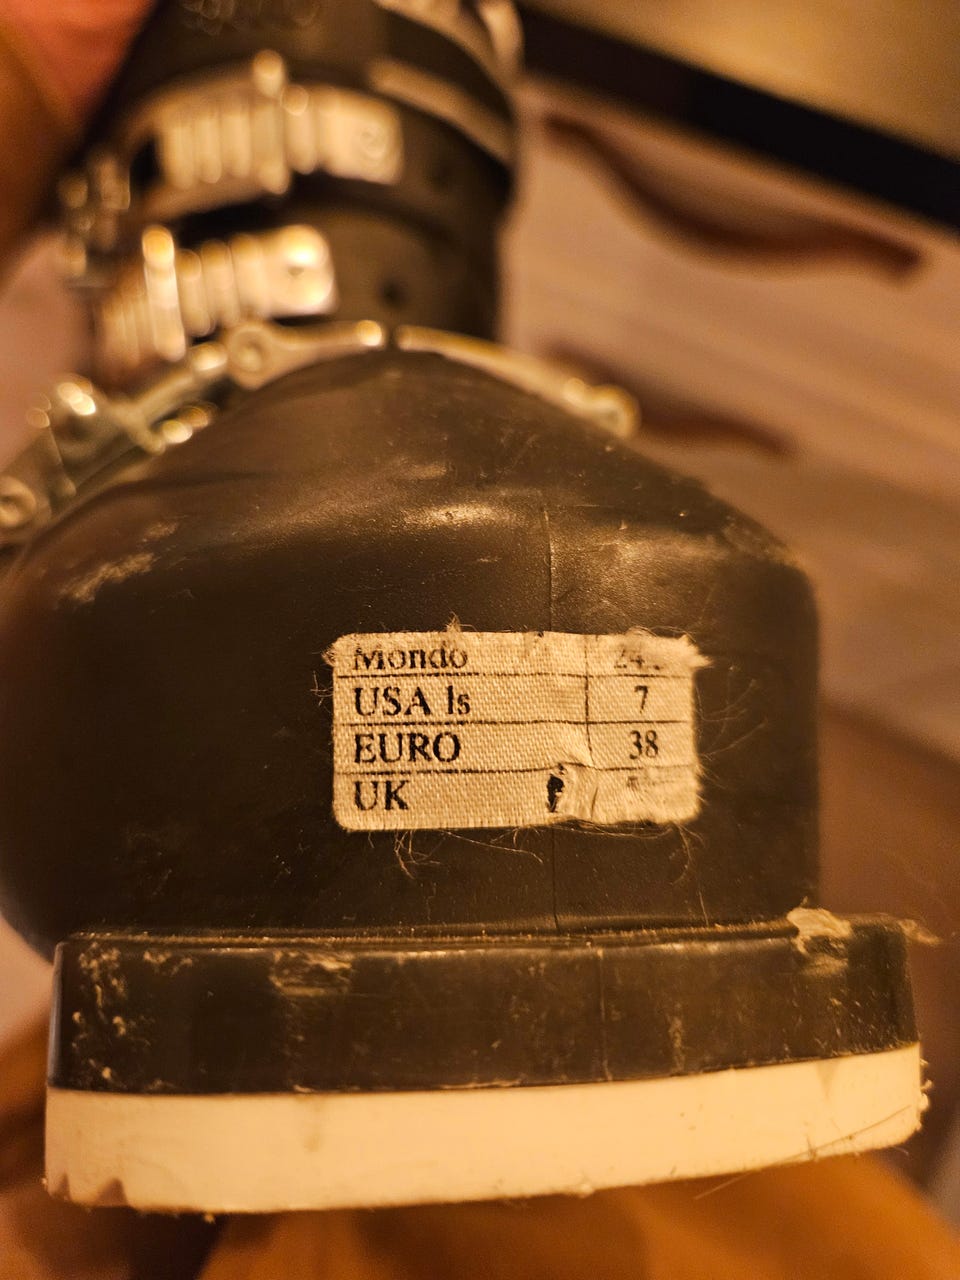 Mondo
USA ls 7
EURO 38
UK